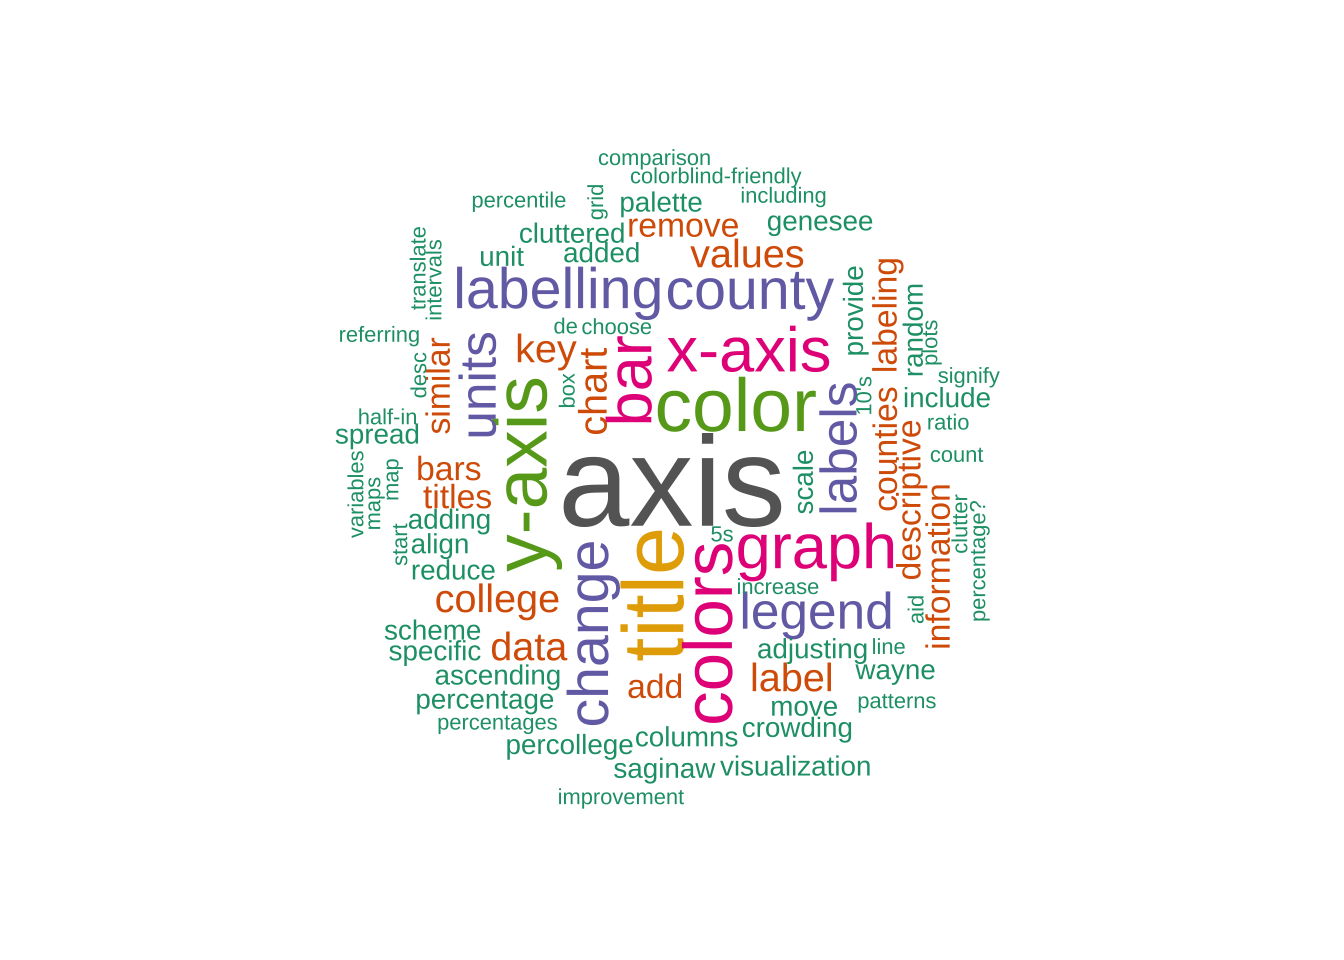 comparison
colorblind-friendly
percentile
grid
palette
including
remove
genesee
cluttered
unit
added
values
translate
intervals
labelling
county
provide
labeling
random
plots
referring
de
choose
desc
similar
units
key
chart
bar
x-axis
signify
box
color
10's
include
half-in
spread
y-axis
labels
counties
descriptive
ratio
count
variables
maps
map
bars
titles
axis
scale
information
clutter
percentage?
adding
start
align
reduce
5s
graph
change
title
colors
increase
college
legend
aid
scheme
specific
data
adjusting
line
wayne
ascending
add
label
percentage
move
patterns
percentages
crowding
percollege
columns
saginaw
visualization
improvement